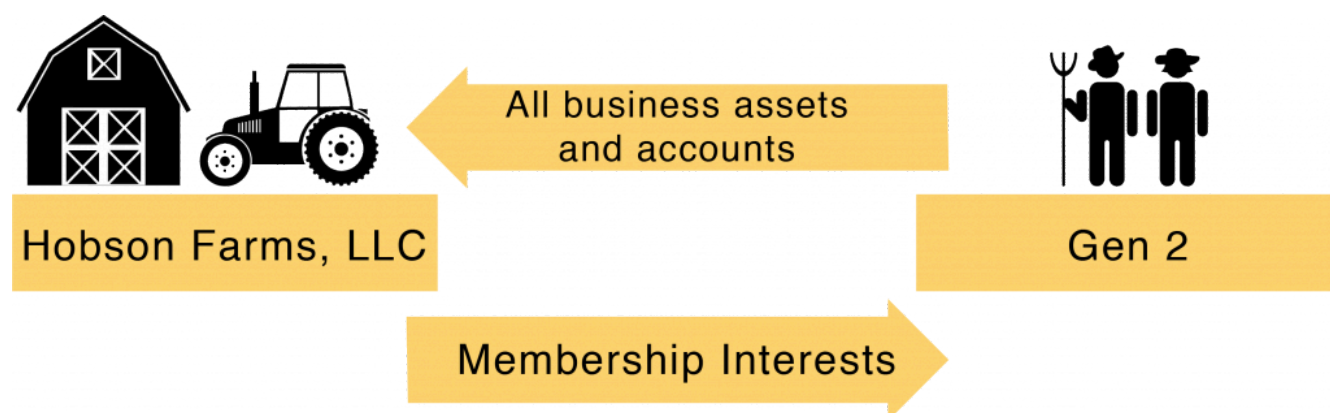 All business assets
and accounts
Hobson Farms, LLC
Gen 2
Membership Interests